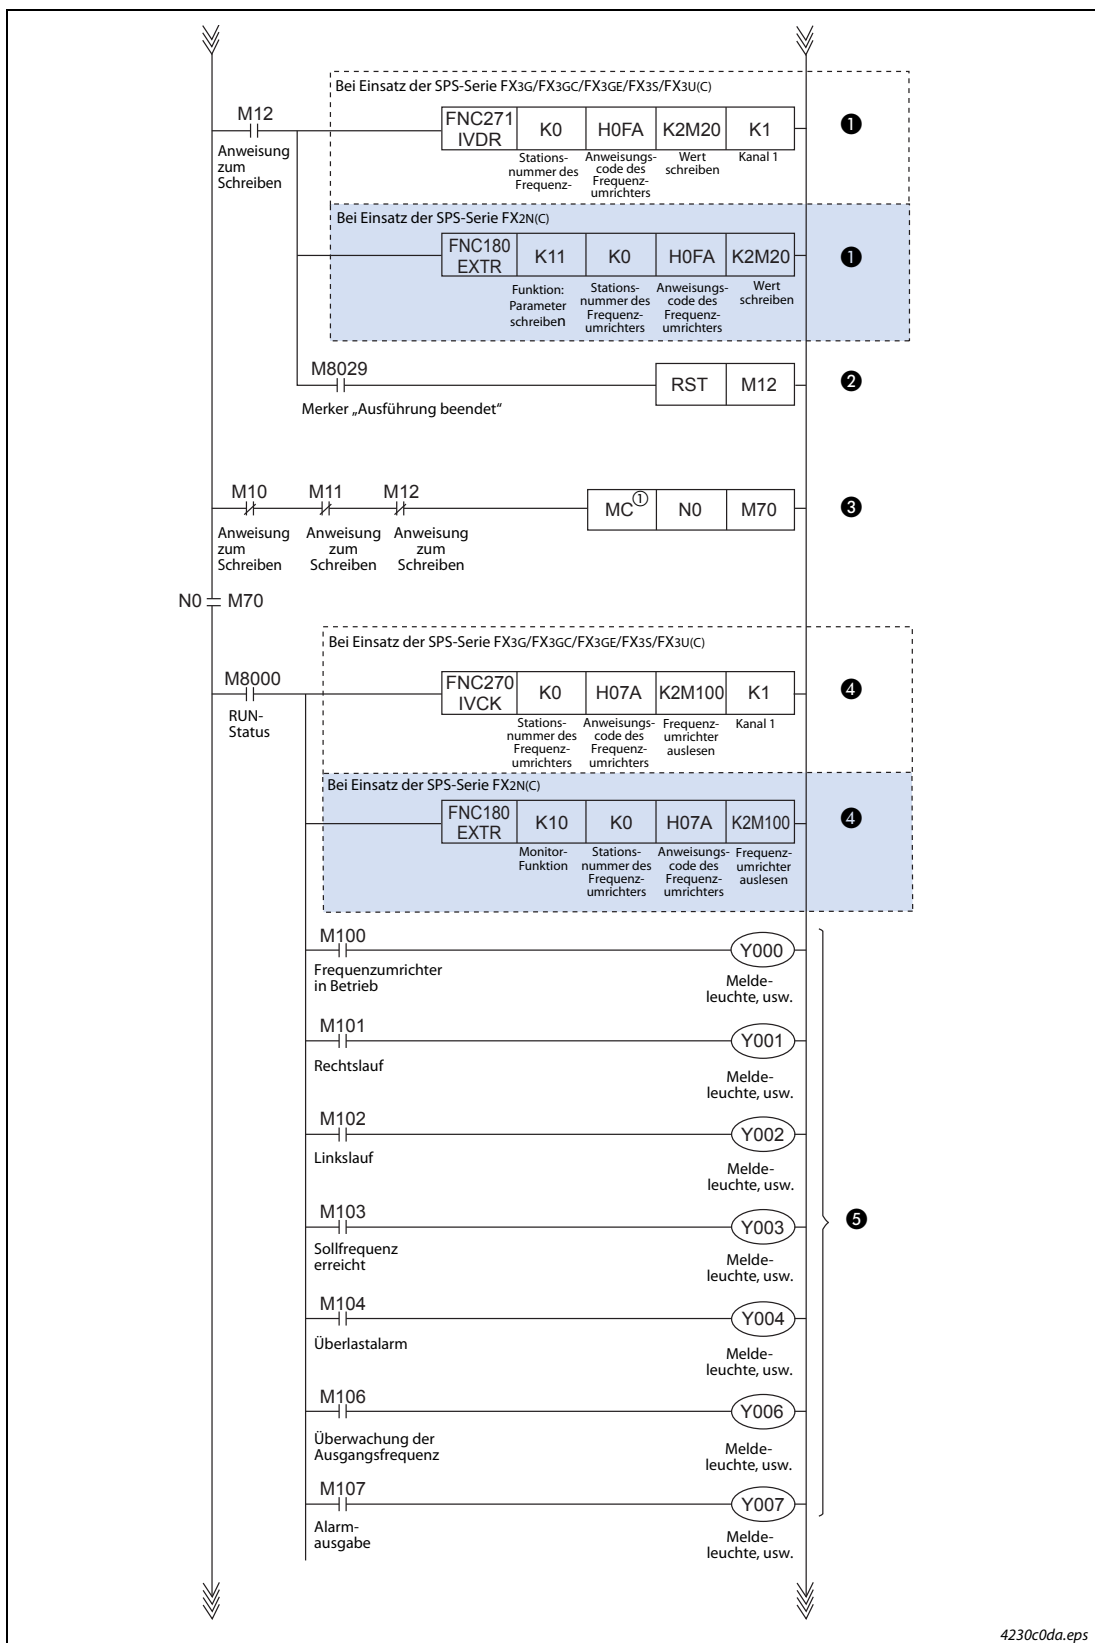 Bei Einsatz der SPS-Serie FX3G/FX3GC/FX3GE/FX3S/FX3U(C)
M12
Anweisung
zum
Schreiben
FNC271
IVDR
K0
H0FA
K2M20
K1
❶
Stations-
nummer des
Frequenz-
Anweisungs-
code des
Frequenz-
umrichters
Wert
schreiben
Kanal 1
Bei Einsatz der SPS-Serie FX2N(C)
FNC180
EXTR
K11
K0
H0FA
K2M20
❶
Funktion:
Parameter
schreiben
Stations-
nummer des
Frequenz-
umrichters
Anweisungs-
code des
Frequenz-
umrichters
Wert
schreiben
M8029
Merker „Ausführung beendet“
RST
M12
❷
M10
M11
M12
Anweisung
zum
Schreiben
Anweisung
zum
Schreiben
Anweisung
zum
Schreiben
MC①
N0
M70
❸
N0
M70
Bei Einsatz der SPS-Serie FX3G/FX3GC/FX3GE/FX3S/FX3U(C)
M8000
RUN-
Status
FNC270
IVCK
K0
H07A
K2M100
K1
❹
Stations-
nummer des
Frequenz-
umrichters
Anweisungs-
code des
Frequenz-
umrichters
Frequenz-
umrichter
auslesen
Kanal 1
Bei Einsatz der SPS-Serie FX2N(C)
FNC180
EXTR
K10
K0
H07A
K2M100
❹
Monitor-
Funktion
Stations-
nummer des
Frequenz-
umrichters
Anweisungs-
code des
Frequenz-
umrichters
Frequenz-
umrichter
auslesen
M100
Frequenzumrichter
in Betrieb
Y000
Melde-
leuchte, usw.
M101
Rechtslauf
Y001
Melde-
leuchte, usw.
M102
Linkslauf
Y002
Melde-
leuchte, usw.
M103
Sollfrequenz
erreicht
Y003
Melde-
leuchte, usw.
❺
M104
Überlastalarm
Y004
Melde-
leuchte, usw.
M106
Überwachung der
Ausgangsfrequenz
Y006
Melde-
leuchte, usw.
M107
Alarm-
ausgabe
Y007
Melde-
leuchte, usw.
4230c0da.eps